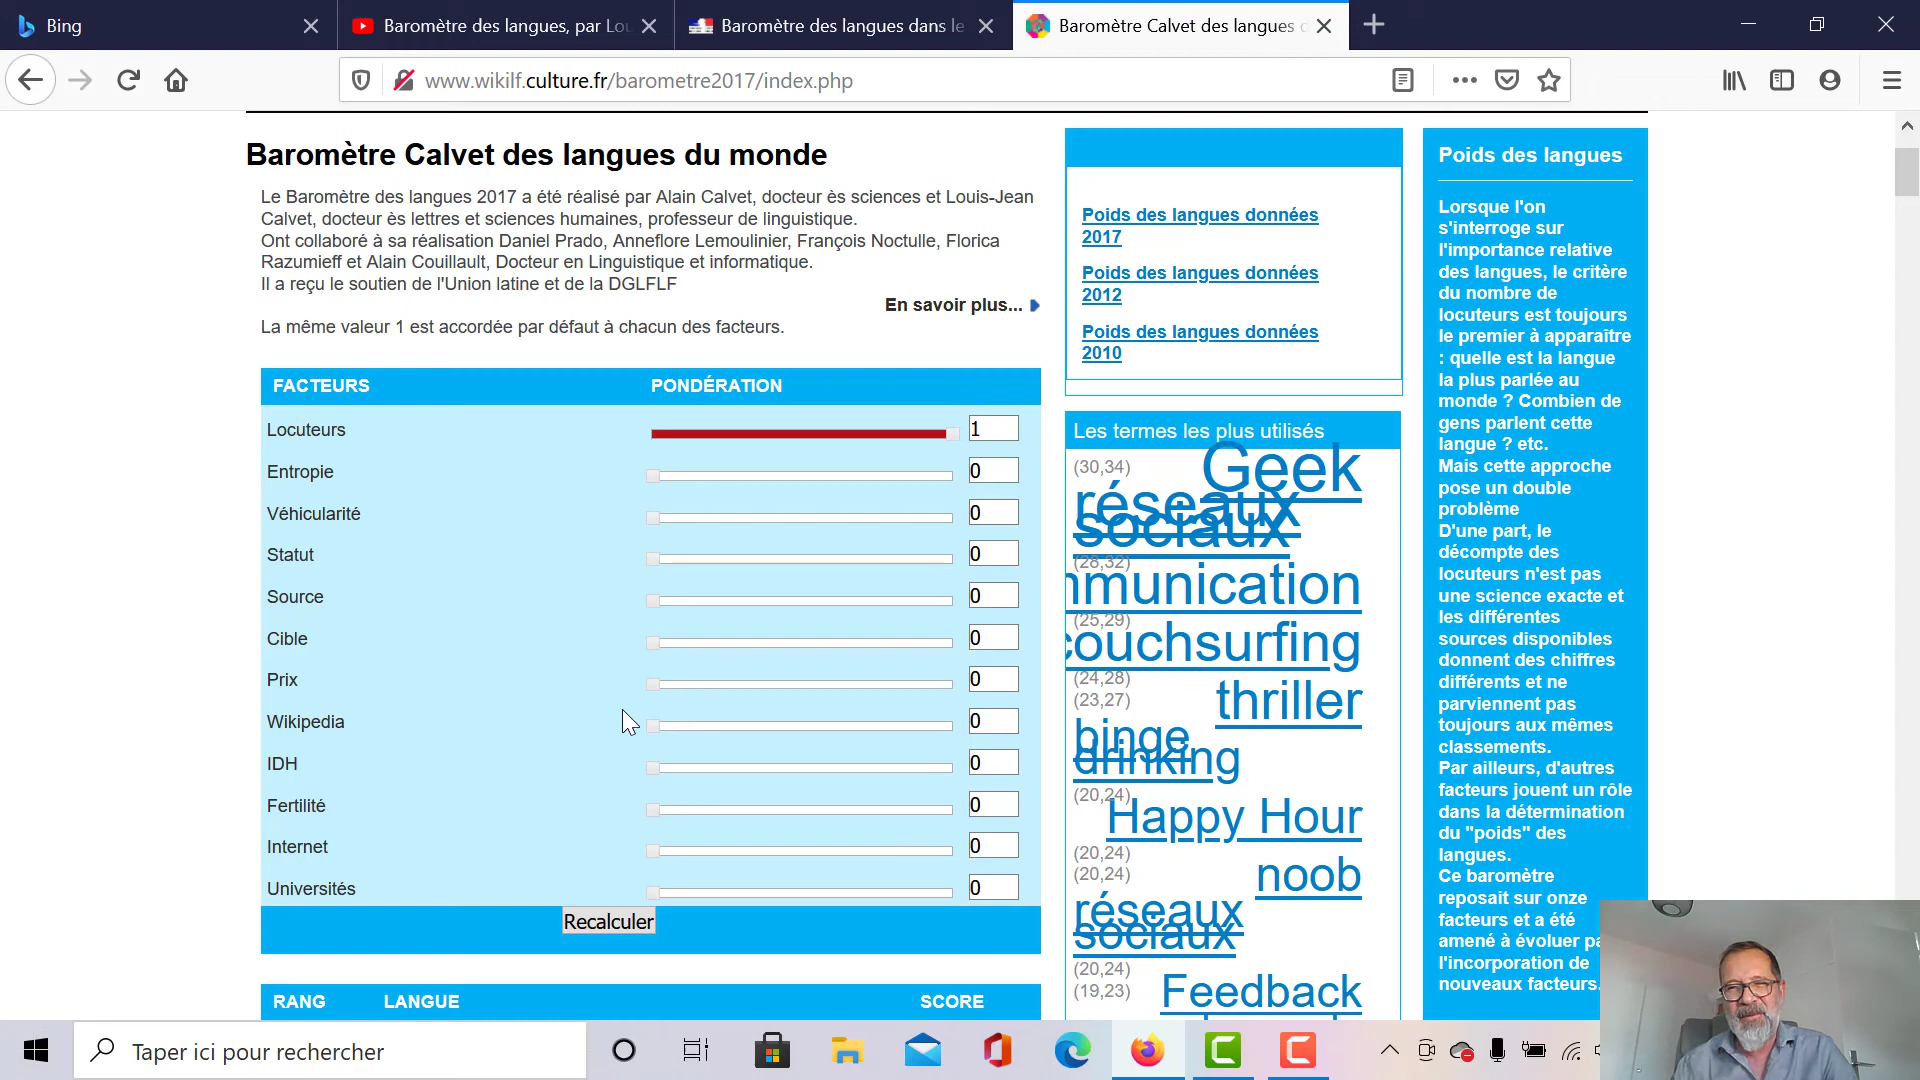 Bing
Baromètre des langues, par Lou
Baromètre des langues dans le
Baromètre Calvet des langues d
www.wikilf.culture.fr/barometre2017/index.php
Baromètre Calvet des langues du monde
Le Baromètre des langues 2017 a été réalisé par Alain Calvet, docteur ès sciences et Louis-Jean
Calvet, docteur ès lettres et sciences humaines, professeur de linguistique.
Ont collaboré à sa réalisation Daniel Prado, Anneflore Lemoulinier, François Noctulle, Florica
Razumieff et Alain Couillault, Docteur en Linguistique et informatique.
Il a reçu le soutien de l'Union latine et de la DGLFLF
En savoir plus...
La même valeur 1 est accordée par défaut à chacun des facteurs.
FACTEURS PONDÉRATION
Locuteurs 1
Entropie 0
Véhicularité 0
Statut 0
Source 0
Cible 0
Prix 0
Wikipedia 0
IDH 0
Fertilité 0
Internet 0
Universités 0
Recalculer
RANG LANGUE SCORE
Poids des langues données
2017
Poids des langues données
2012
Poids des langues données
2010
Les termes les plus utilisés
(30,34) Geek
réseaux
sociaux
(28,32)
mmunication
(25,29)
couchsurfing
(24,28)
(23,27) thriller
binge
drinking
(20,24)
Happy Hour
(20,24)
(20,24) noob
réseaux
sociaux
(20,24)
(19,23) Feedback
Poids des langues
Lorsque l'on
s'interroge sur
l'importance relative
des langues, le critère
du nombre de
locuteurs est toujours
le premier à apparaître
: quelle est la langue
la plus parlée au
monde ? Combien de
gens parlent cette
langue ? etc.
Mais cette approche
pose un double
problème
D'une part, le
décompte des
locuteurs n'est pas
une science exacte et
les différentes
sources disponibles
donnent des chiffres
différents et ne
parviennent pas
toujours aux mêmes
classements.
Par ailleurs, d'autres
facteurs jouent un rôle
dans la détermination
du "poids" des
langues.
Ce baromètre
reposait sur onze
facteurs et a été
amené à évoluer pa
l'incorporation de
nouveaux facteurs.
Taper ici pour rechercher